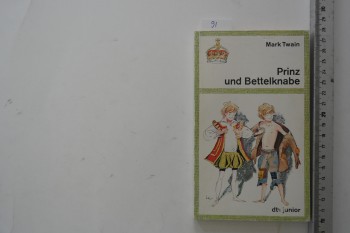 Mark Twain
Prinz
und Bettelknabe
dtv junior